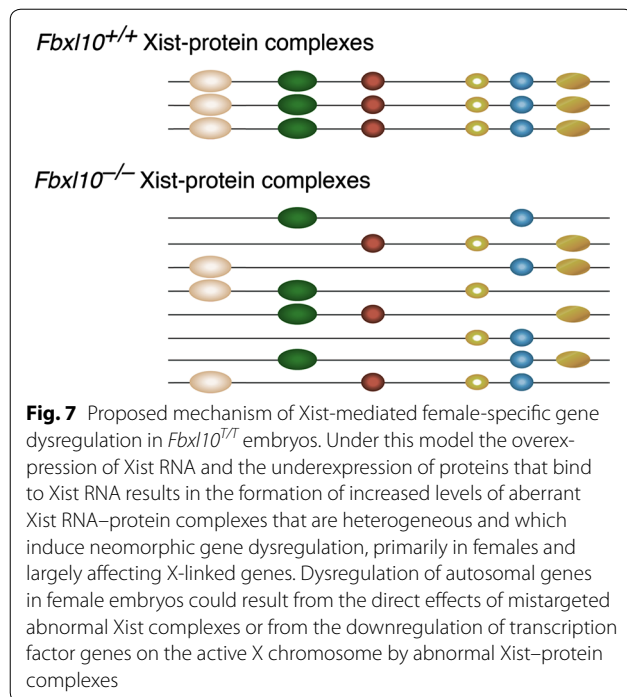 Fbxl10+/+ Xist-protein complexes
Fbxl10–/– Xist-protein complexes
Fig. 7 Proposed mechanism of Xist-mediated female-specific gene
dysregulation in Fbxl10T/T embryos. Under this model the overex-
pression of Xist RNA and the underexpression of proteins that bind
to Xist RNA results in the formation of increased levels of aberrant
Xist RNA–protein complexes that are heterogeneous and which
induce neomorphic gene dysregulation, primarily in females and
largely affecting X-linked genes. Dysregulation of autosomal genes
in female embryos could result from the direct effects of mistargeted
abnormal Xist complexes or from the downregulation of transcription
factor genes on the active X chromosome by abnormal Xist–protein
complexes